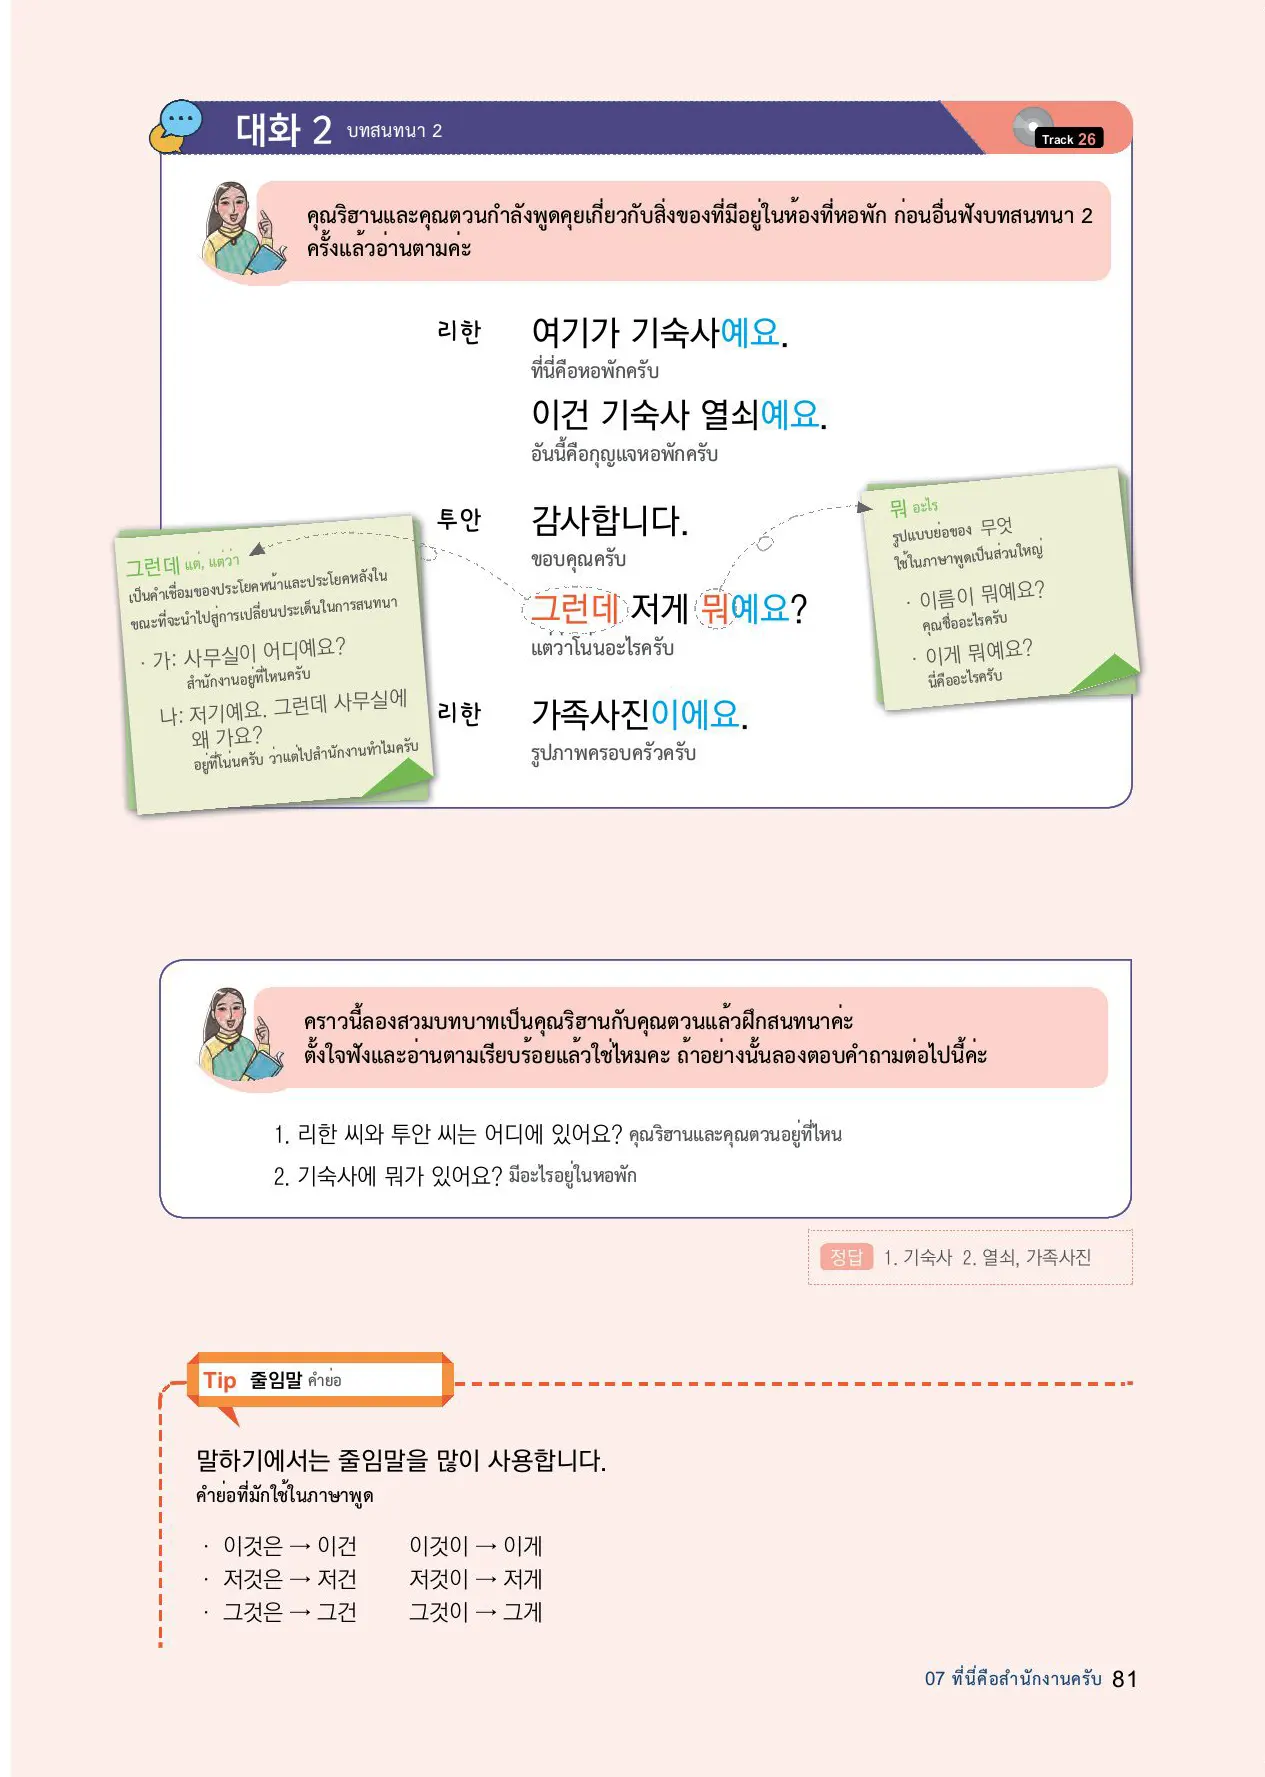 대화 2 บทสนทนา 2
Track 26
คุณริฮานและคุณตวนกำลังพูดคุยเกี่ยวกับสิ่งของที่มีอยู่ในห้องที่หอพัก ก่อนอื่นฟังบทสนทนา 2
ครั้งแล้วอ่านตามค่ะ
리한 여기가 기숙사예요.
ที่นี่คือหอพักครับ
이건 기숙사 열쇠예요.
อันนี้คือกุญแจหอพักครับ
투안 감사합니다.
ขอบคุณครับ
그런데 저게 뭐예요?
แตวาโนนอะไรครับ
리한 가족사진이에요.
รูปภาพครอบครัวครับ
그런데 แต่, แต่ว่า
เป็นคำเชื่อมของประโยคหน้าและประโยคหลังใน
ขณะที่จะนำไปสู่การเปลี่ยนประเด็นในการสนทนา
· 가: 사무실이 어디예요?
สำนักงานอยู่ที่ไหนครับ
나: 저기예요. 그런데 사무실에
왜 가요?
อยู่ที่โน่นครับ ว่าแต่ไปสำนักงานทำไมครับ
뭐 อะไร
รูปแบบย่อของ 무엇
ใช้ในภาษาพูดเป็นส่วนใหญ่
· 이름이 뭐예요?
คุณชื่ออะไรครับ
· 이게 뭐예요?
นี่คืออะไรครับ
คราวนี้ลองสวมบทบาทเป็นคุณริฮานกับคุณตวนแล้วฝึกสนทนาค่ะ
ตั้งใจฟังและอ่านตามเรียบร้อยแล้วใช่ไหมคะ ถ้าอย่างนั้นลองตอบคำถามต่อไปนี้ค่ะ
1. 리한 씨와 투안 씨는 어디에 있어요? คุณริฮานและคุณตวนอยู่ที่ไหน
2. 기숙사에 뭐가 있어요? มีอะไรอยู่ในหอพัก
정답 1. 기숙사 2. 열쇠, 가족사진
Tip 줄임말 คำย่อ
말하기에서는 줄임말을 많이 사용합니다.
คำย่อที่มักใช้ในภาษาพูด
· 이것은 → 이건 이것이 → 이게
· 저것은 → 저건 저것이 → 저게
· 그것은 → 그건 그것이 → 그게
07 ที่นี่คือสำนักงานครับ 81